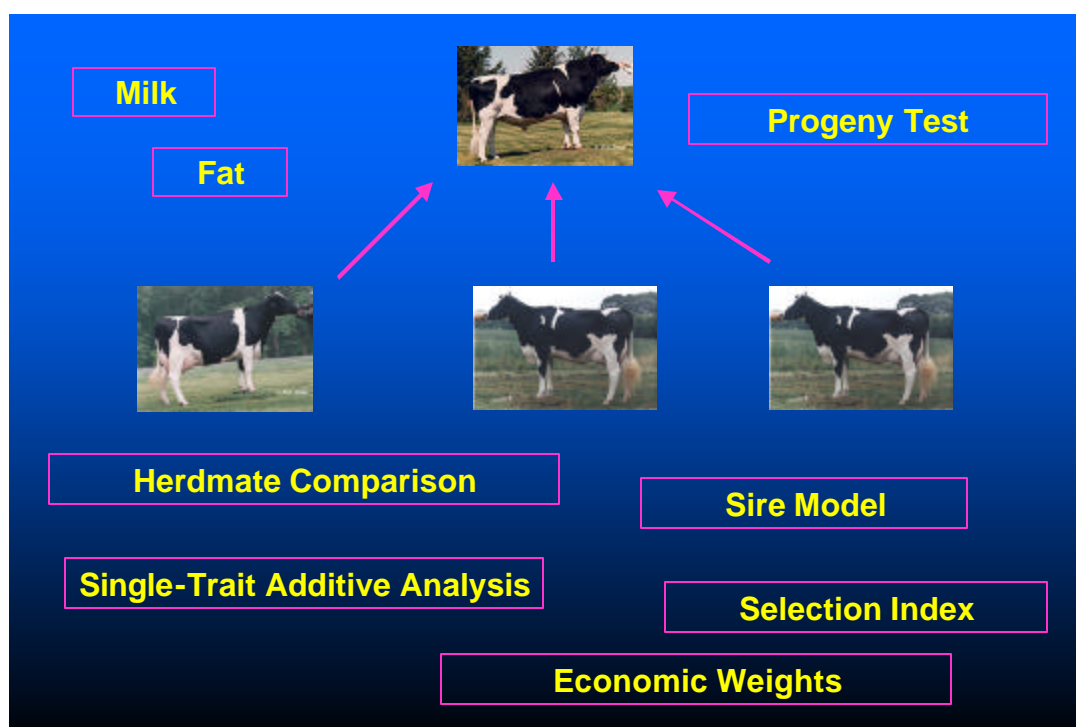 Milk
Progeny Test
Fat
Herdmate Comparison
Sire Model
Single-Trait Additive Analysis
Selection Index
Economic Weights